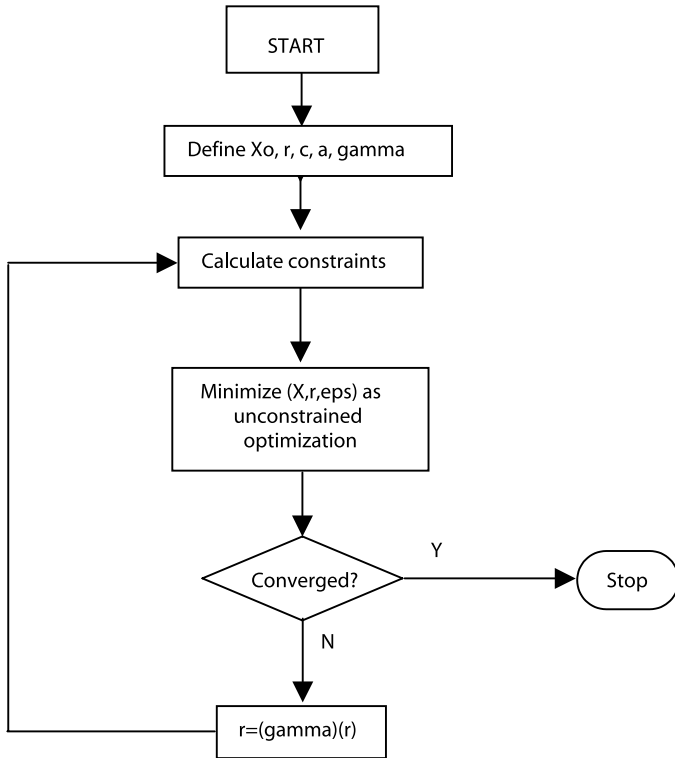 START
Define Xo, r, c, a, gamma
Calculate constraints
Minimize (X,r,eps) as
unconstrained
optimization
Converged?
Y
Stop
N
r=(gamma)(r)